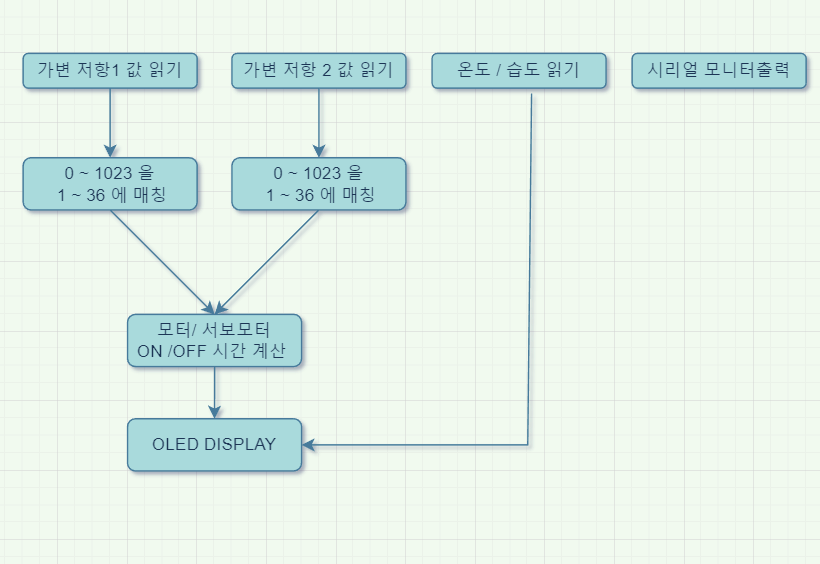 가변 저항1 값 읽기
가변 저항 2 값 읽기
온도 / 습도 읽기
시리얼 모니터출력
0 ~ 1023 을
1 ~ 36 에 매칭
0 ~ 1023 을
1 ~ 36 에 매칭
모터/ 서보모터
ON /OFF 시간 계산
OLED DISPLAY